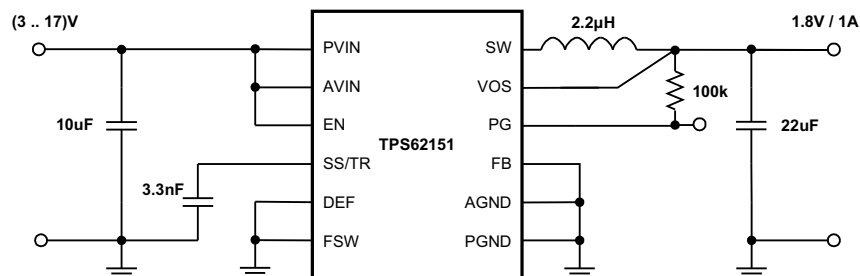 (3 .. 17)V
2.2µH
1.8V / 1A
PVIN
SW
AVIN
VOS
100k
10uF
EN
PG
22uF
TPS62151
SS/TR
FB
3.3nF
DEF
AGND
FSW
PGND